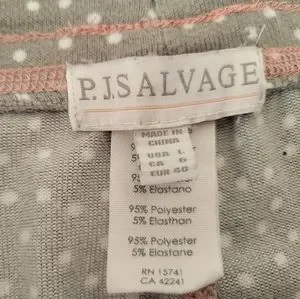 P.J.SALVAGE
MADE IN
CHINA
USA L
CA G
EUR 40
5% Elastano
95% Polyester
5% Elasthan
95% Polyester
5% Elastane
RN 15741
CA 42241